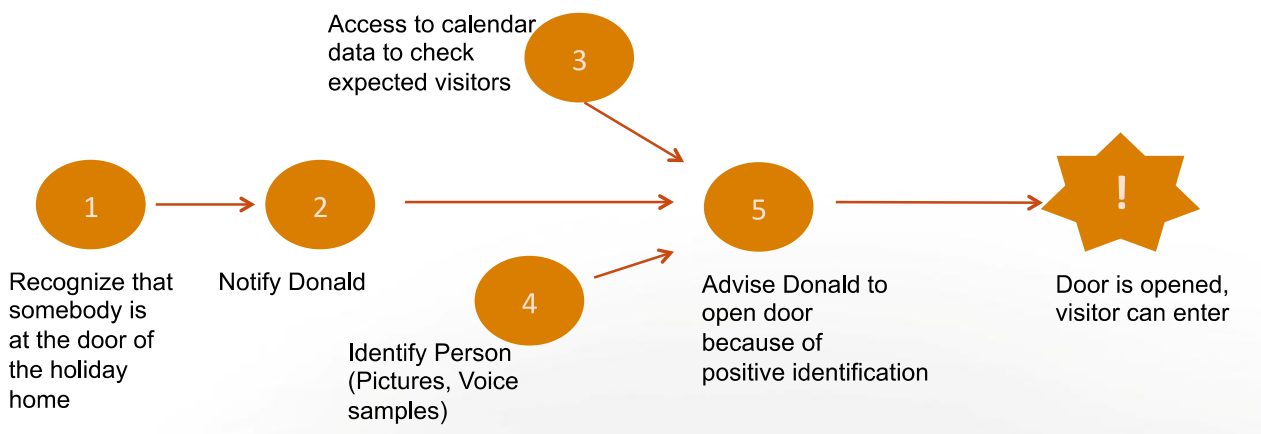 Access to calendar
data to check
expected visitors
3
1
2
5
!
Recognize that
somebody is
at the door of
the holiday
home
Notify Donald
4
Identify Person
(Pictures, Voice
samples)
Advise Donald to
open door
because of
positive identification
Door is opened,
visitor can enter